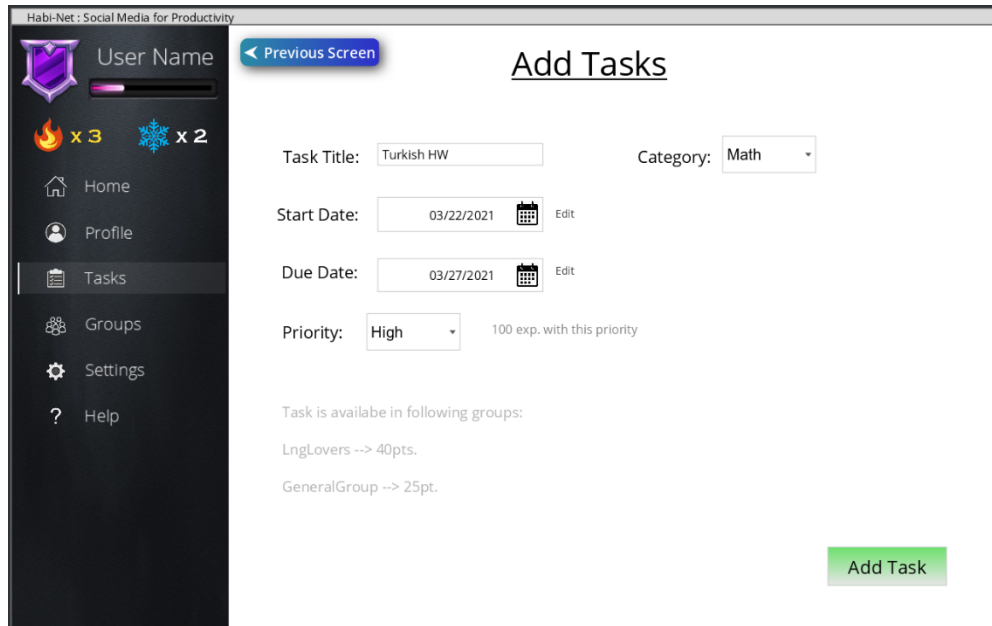 Habi-Net : Social Media for Productivity
User Name
x 3
x 2
Home
Profile
Tasks
Groups
Settings
? Help
Previous Screen
Add Tasks
Task Title: Turkish HW
Category: Math
Start Date: 03/22/2021 Edit
Due Date: 03/27/2021 Edit
Priority: High 100 exp. with this priority
Task is availabe in following groups:
LngLovers --> 40pts.
GeneralGroup --> 25pt.
Add Task